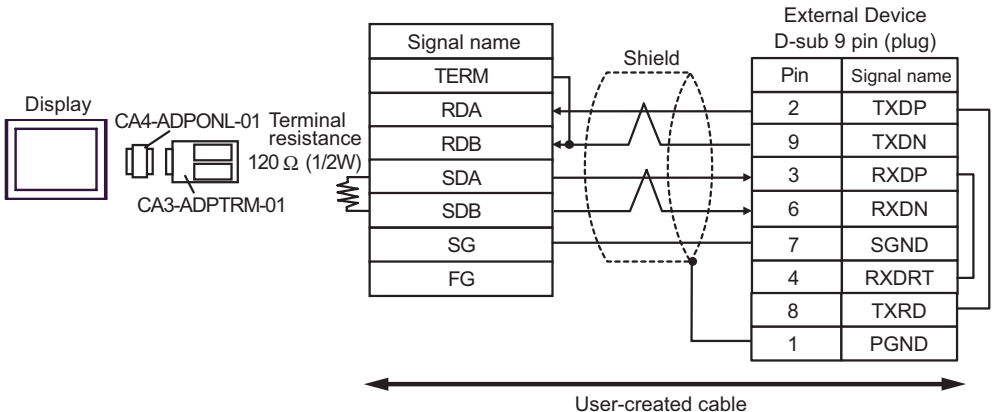 External Device
D-sub 9 pin (plug)
Signal name
Shield
Pin Signal name
TERM
RDA
RDB
SDA
SDB
SG
FG
2 TXDP
9 TXDN
3 RXDP
6 RXDN
7 SGND
4 RXDRT
8 TXRD
1 PGND
Display
CA4-ADPONL-01
Terminal
resistance
120 Ω (1/2W)
CA3-ADPTRM-01
User-created cable